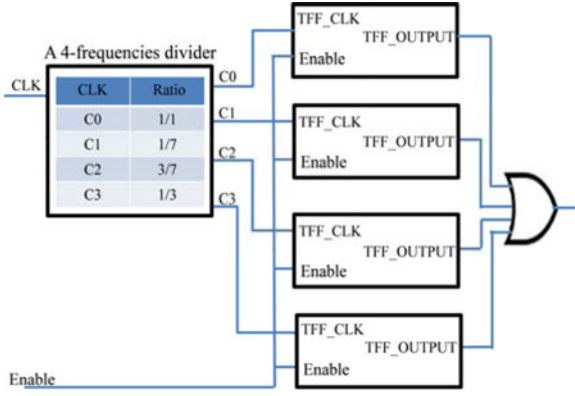 A 4-frequencies divider
CLK
CLK Ratio
C0 1/1
C1 1/7
C2 3/7
C3 1/3
C0
C1
C2
C3
TFF_CLK
TFF_OUTPUT
Enable
TFF_CLK
TFF_OUTPUT
Enable
TFF_CLK
TFF_OUTPUT
Enable
TFF_CLK
TFF_OUTPUT
Enable
Enable